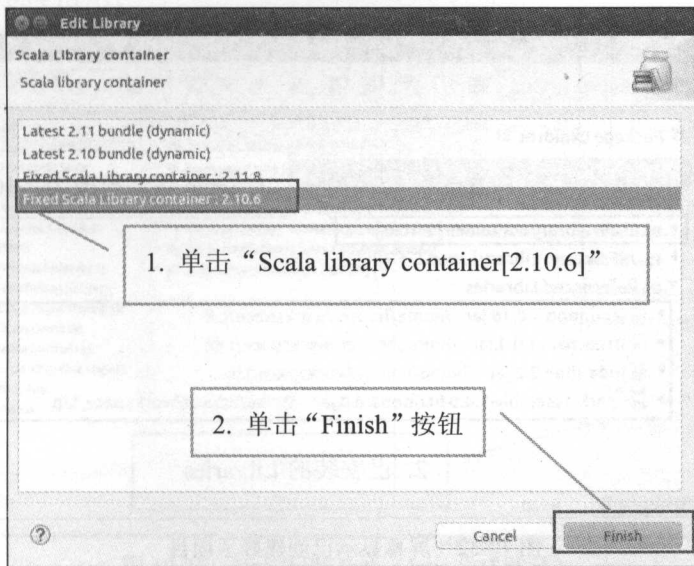 Edit Library
Scala Library container
Scala library container
Latest 2.11 bundle (dynamic)
Latest 2.10 bundle (dynamic)
Fixed Scala Library container : 2.11.8
Fixed Scala Library container : 2.10.6
1. 单击“Scala library container[2.10.6]”
2. 单击“Finish”按钮
Cancel
Finish